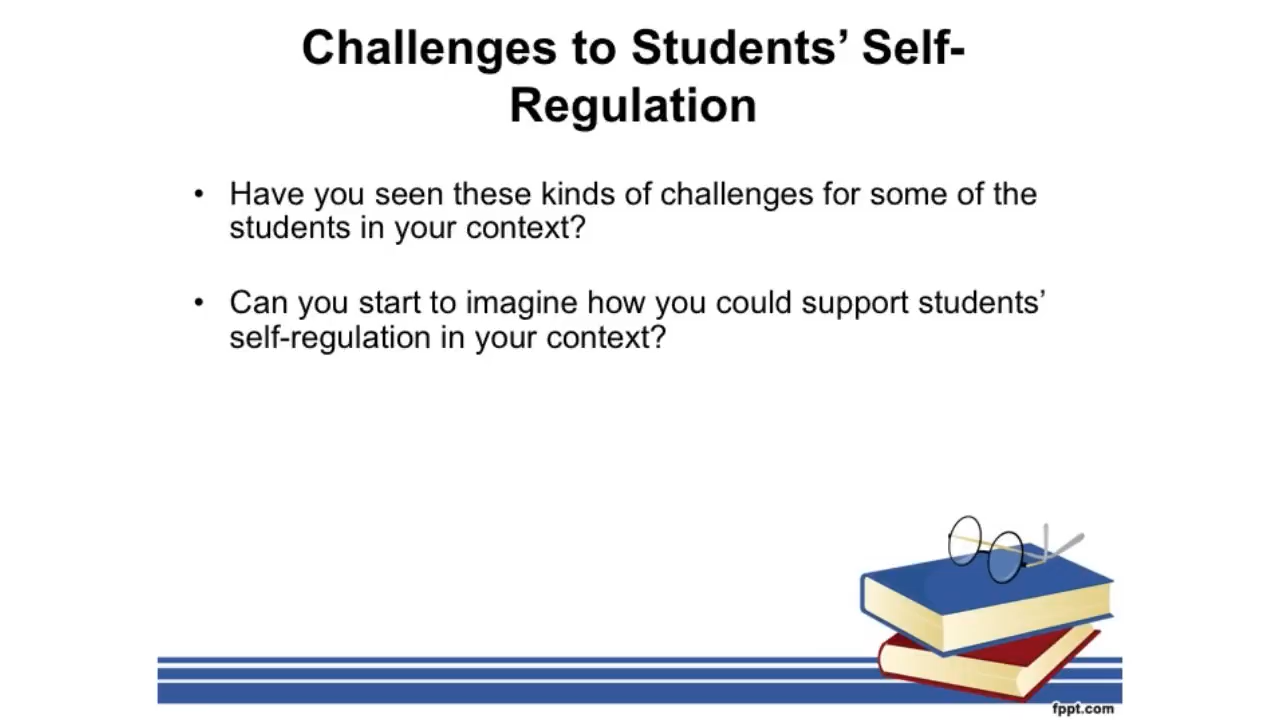 Challenges to Students’ Self-
Regulation
• Have you seen these kinds of challenges for some of the
students in your context?
• Can you start to imagine how you could support students’
self-regulation in your context?
fppt.com